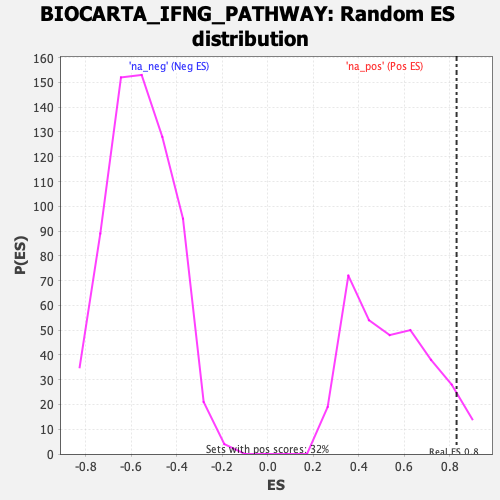 BIOCARTA_IFNG_PATHWAY: Random ES
distribution
'na_neg' (Neg ES)
'na_pos' (Pos ES)
P(ES)
160
150
140
130
120
110
100
90
80
70
60
50
40
30
20
10
0
Sets with pos scores: 32%
Real ES 0.8
-0.8 -0.6 -0.4 -0.2 0.0 0.2 0.4 0.6 0.8
ES